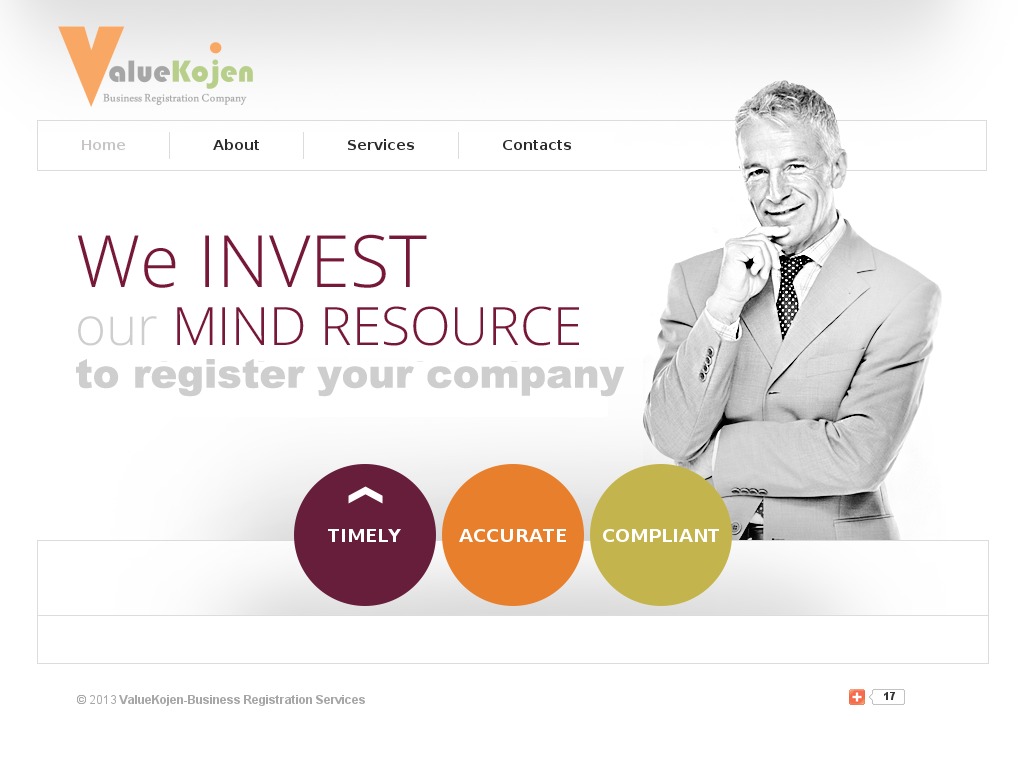 ValueKojen
Business Registration Company
Home
About
Services
Contacts
We INVEST
our MIND RESOURCE
to register your company
TIMELY
ACCURATE
COMPLIANT
© 2013 ValueKojen-Business Registration Services
17